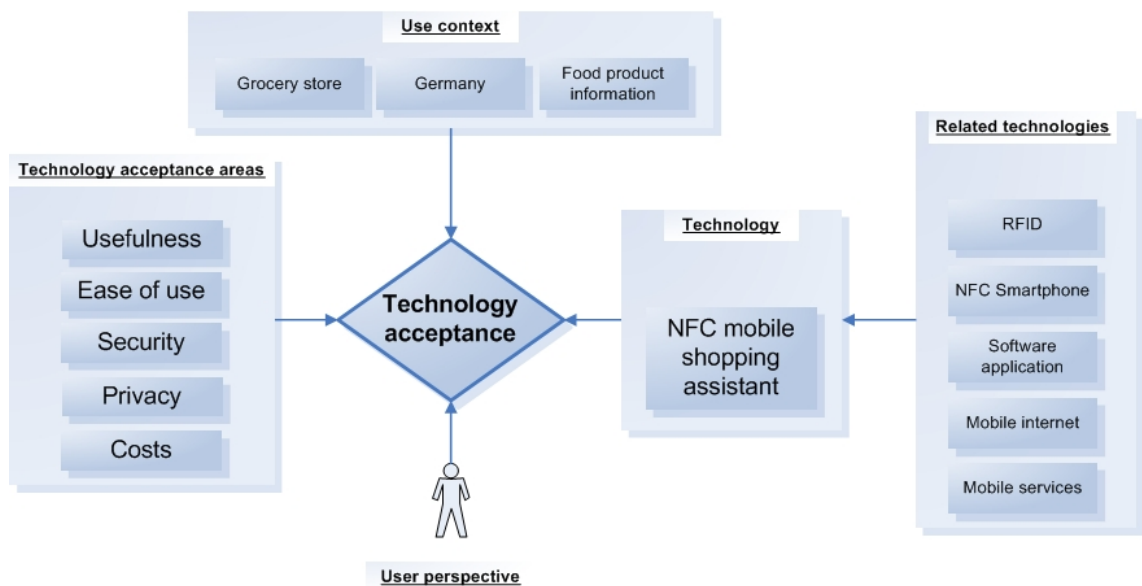 Use context
Grocery store
Germany
Food product
information
Technology acceptance areas
Usefulness
Ease of use
Security
Privacy
Costs
Technology
acceptance
Technology
NFC mobile
shopping
assistant
Related technologies
RFID
NFC Smartphone
Software
application
Mobile internet
Mobile services
User perspective